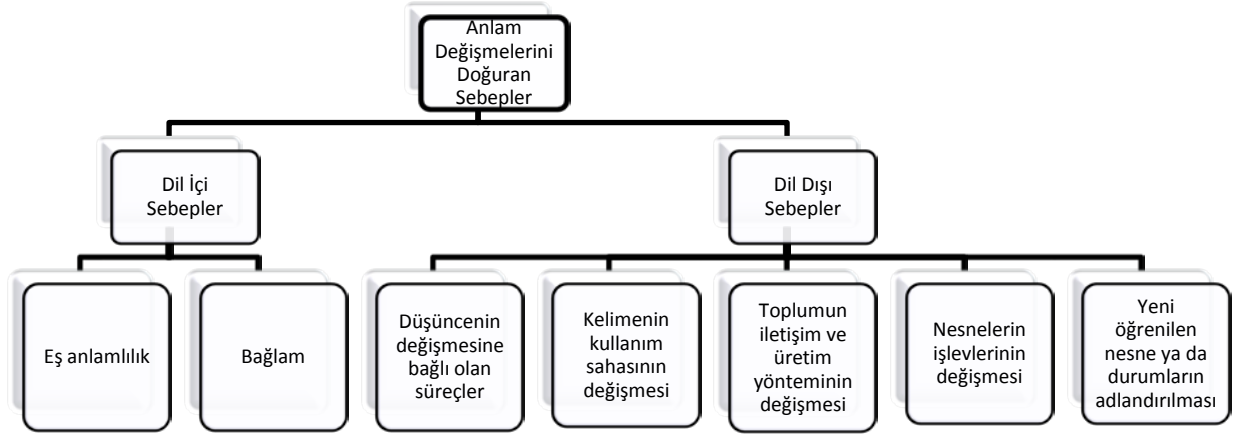 Anlam
Değişmelerini
Doğuran
Sebepler
Dil İçi
Sebepler
Dil Dışı
Sebepler
Eş anlamlılık
Bağlam
Düşüncenin
değişmesine
bağlı olan
süreçler
Kelimenin
kullanım
sahasının
değişmesi
Toplumun
iletişim ve
üretim
yönteminin
değişmesi
Nesnelerin
işlevlerinin
değişmesi
Yeni
öğrenilen
nesne ya da
durumların
adlandırılması